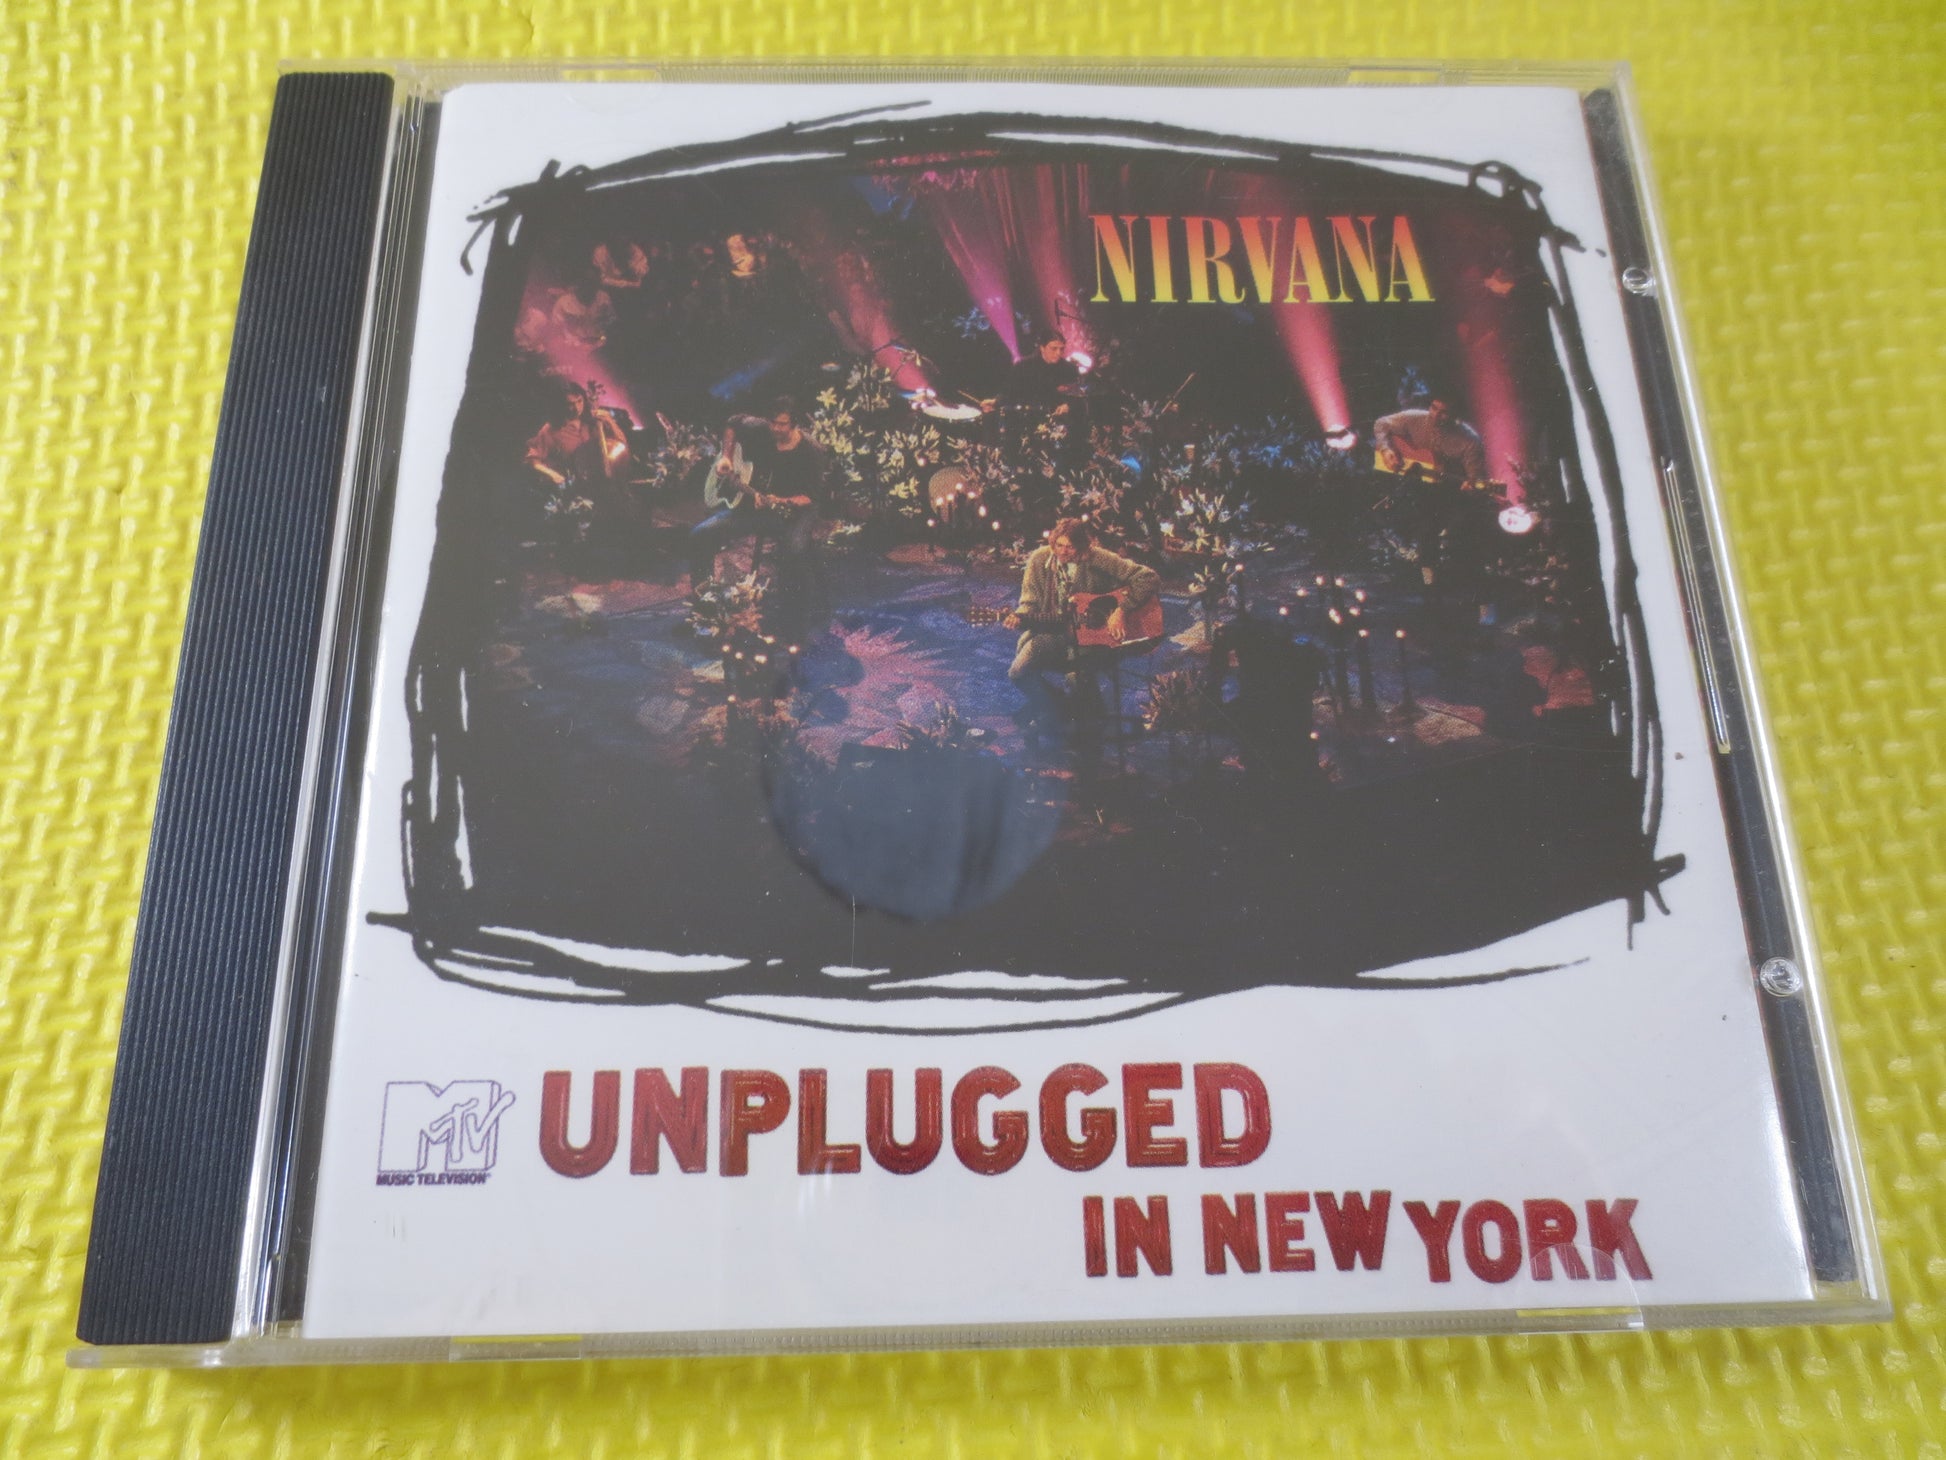 NIRVANA
MTV
MUSIC TELEVISION®
UNPLUGGED
IN NEW YORK